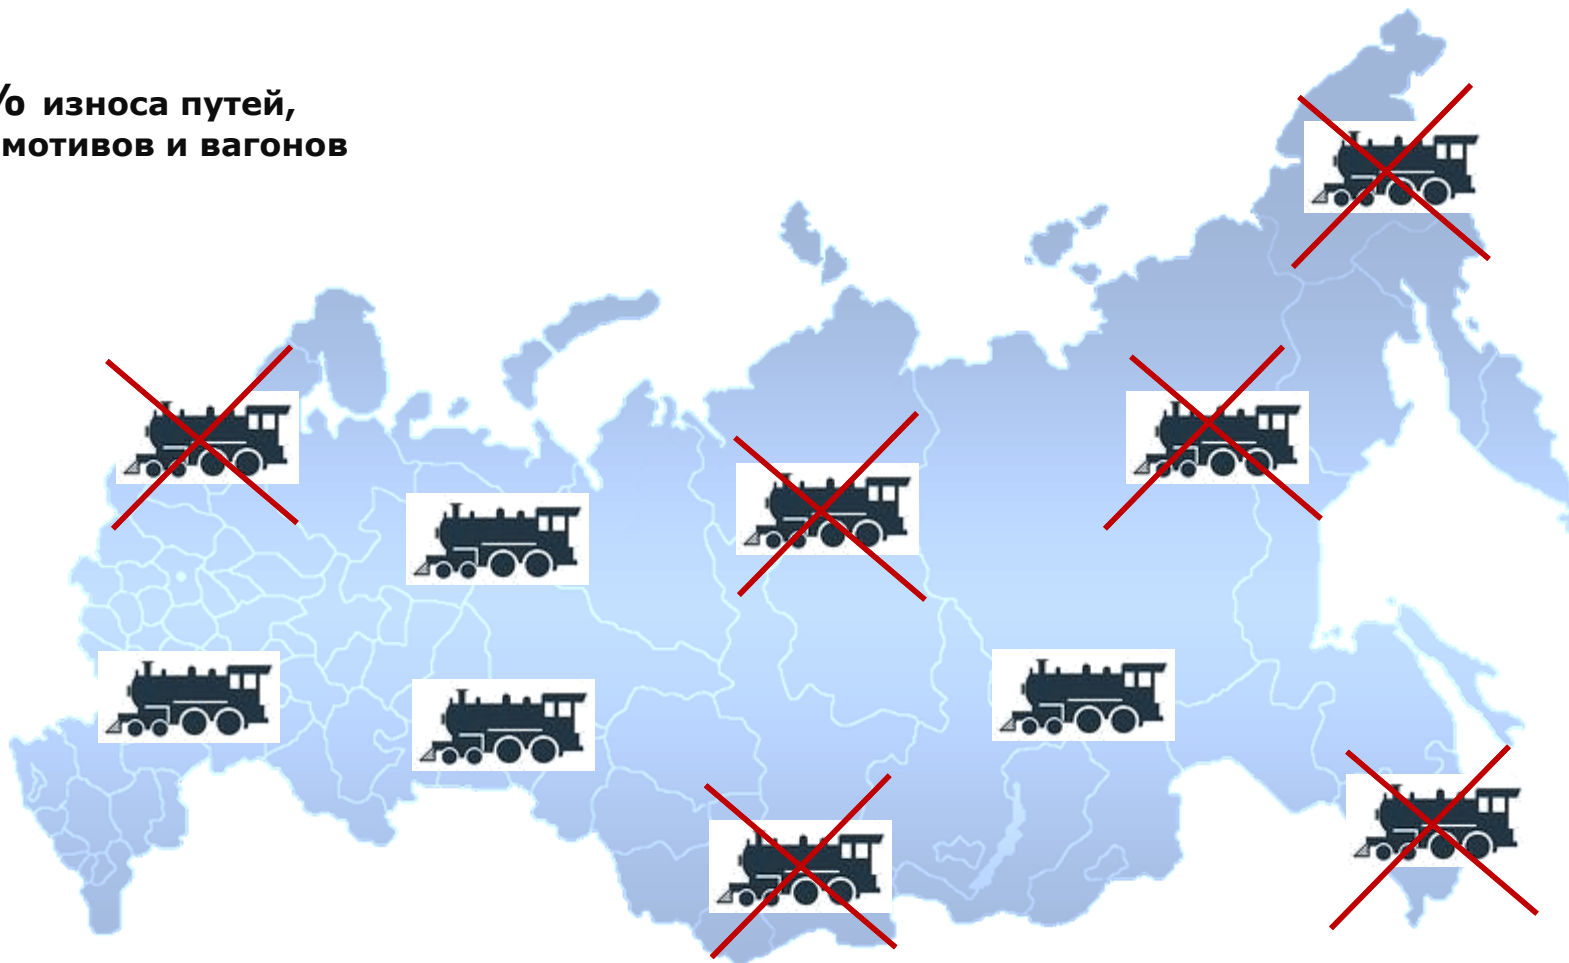 % износа путей,
мотивов и вагонов